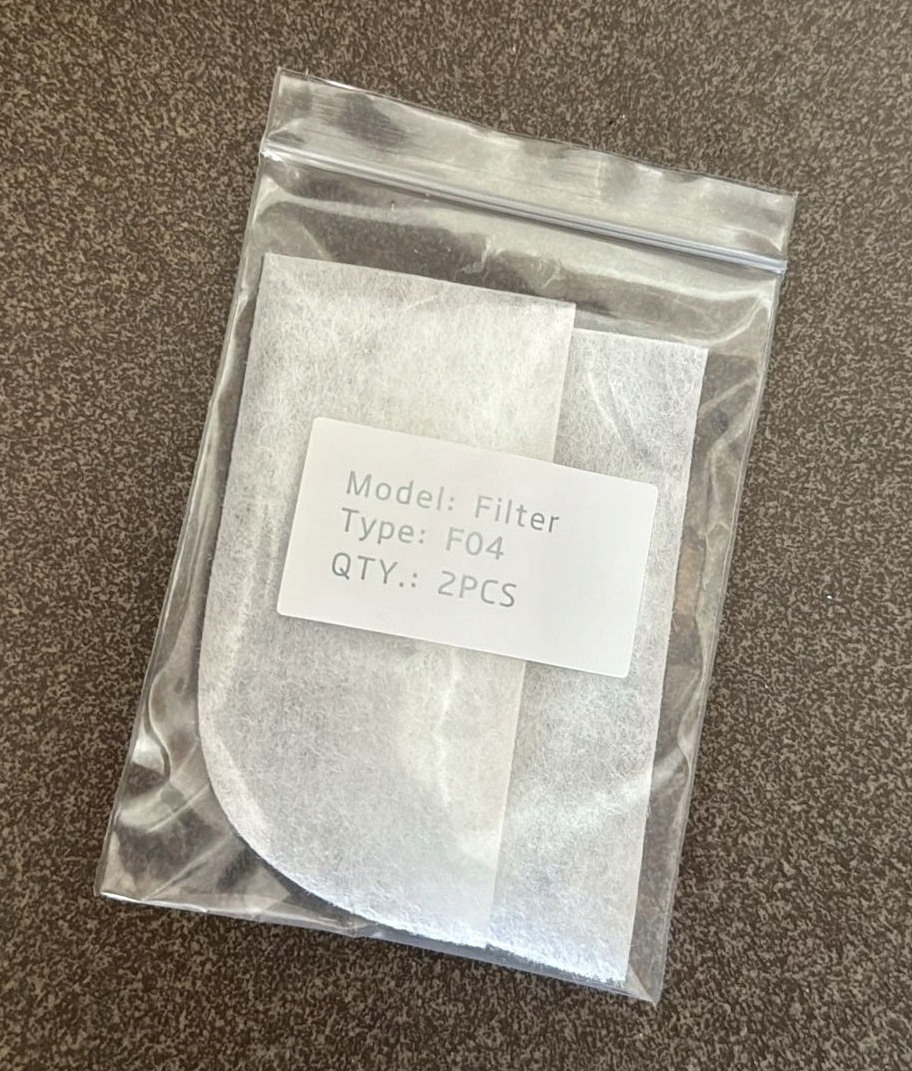 Model: Filter
Type: F04
QTY.: 2PCS